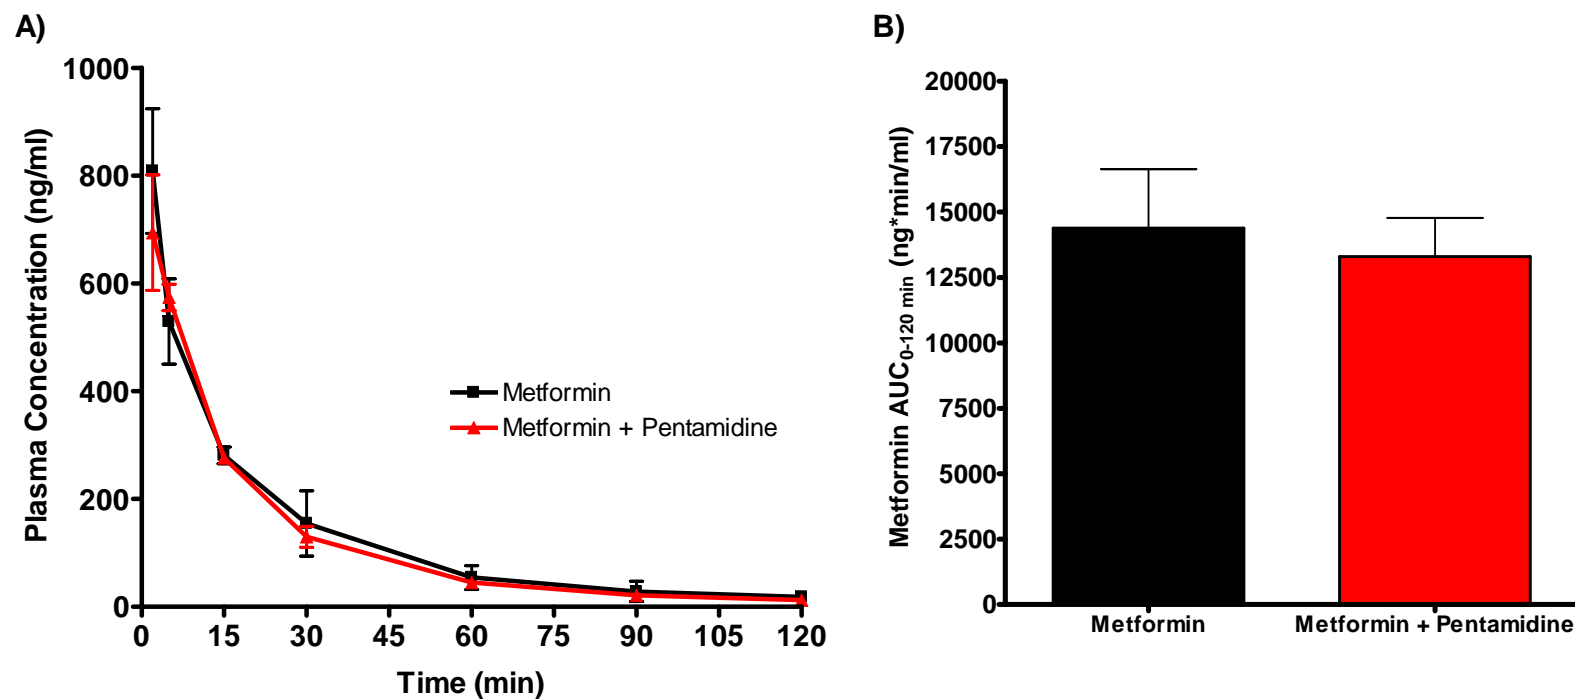 A)
Plasma Concentration (ng/ml)
1000
800
600
400
200
0
0 15 30 45 60 75 90 105 120
Time (min)
Metformin
Metformin + Pentamidine
B)
Metformin AUC0-120 min (ng*min/ml)
20000
17500
15000
12500
10000
7500
5000
2500
0
Metformin Metformin + Pentamidine